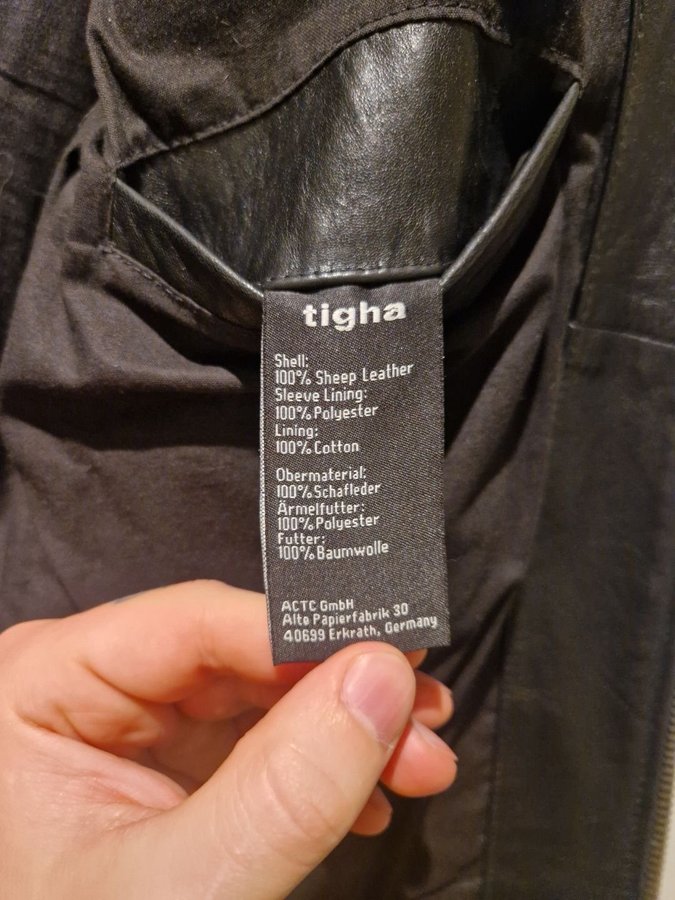 tigha
Shell:
100% Sheep Leather
Sleeve Lining:
100% Polyester
Lining:
100% Cotton
Obermaterial:
100% Schafleder
Ärmelfutter:
100% Polyester
Futter:
100% Baumwolle
ACTC GmbH
Alte Papierfabrik 30
40699 Erkrath, Germany